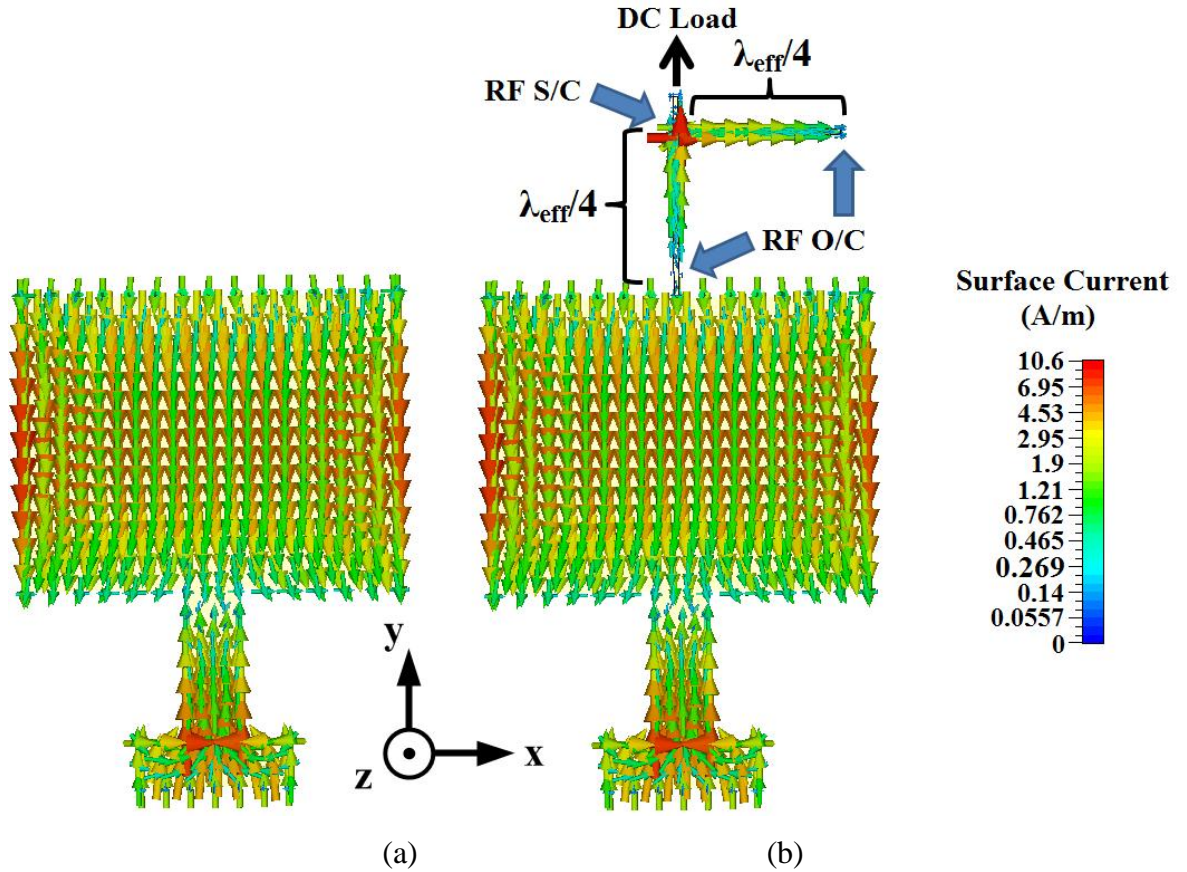 DC Load
λeff/4
RF S/C
λeff/4
RF O/C
Surface Current
(A/m)
10.6
6.95
4.53
2.95
1.9
1.21
0.762
0.465
0.269
0.14
0.0557
0
y
z
x
(a)
(b)